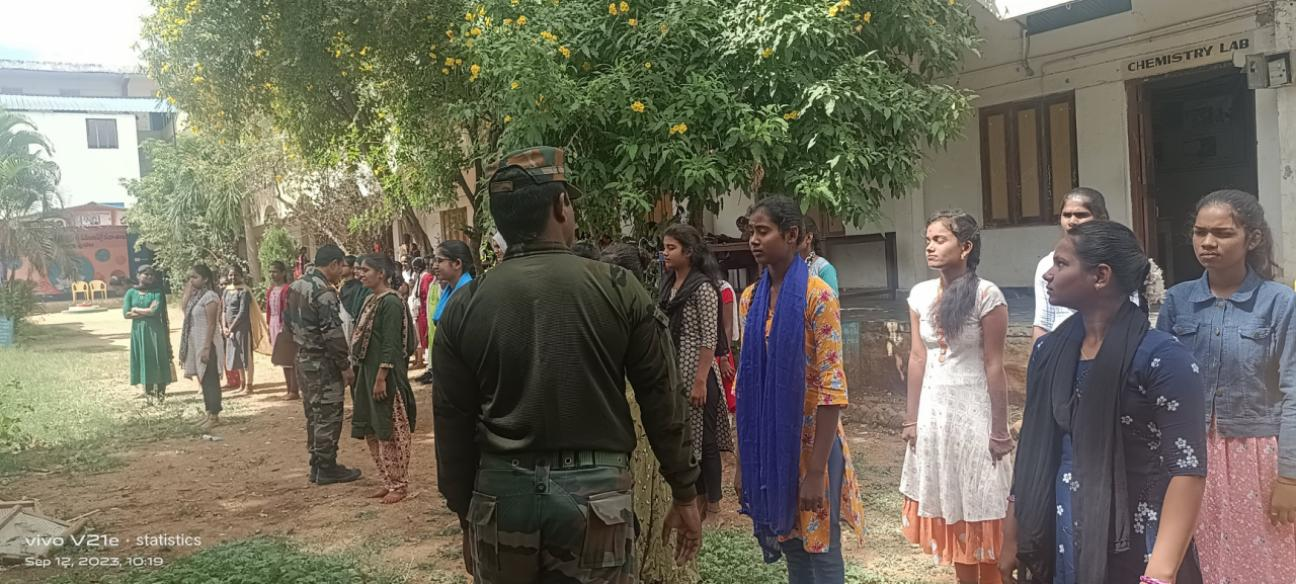 CHEMISTRY LAB
vivo V21e · statistics
Sep 12, 2023, 10:19